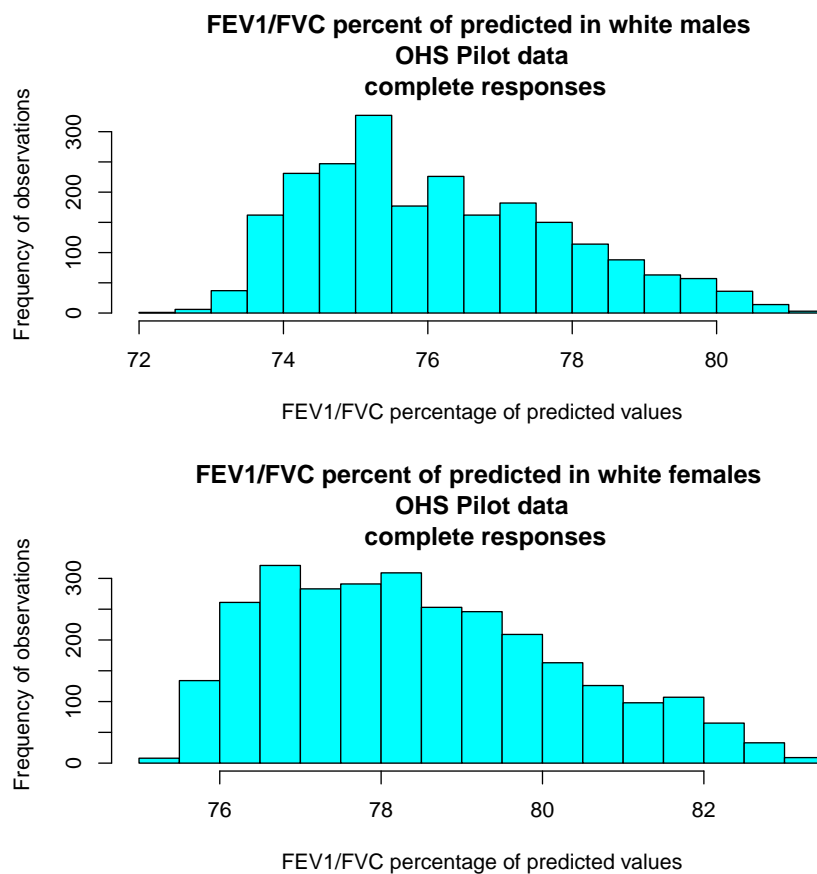 FEV1/FVC percent of predicted in white males
OHS Pilot data
complete responses
Frequency of observations
300
200
100
0
72 74 76 78 80
FEV1/FVC percentage of predicted values
FEV1/FVC percent of predicted in white females
OHS Pilot data
complete responses
Frequency of observations
300
200
100
0
76 78 80 82
FEV1/FVC percentage of predicted values